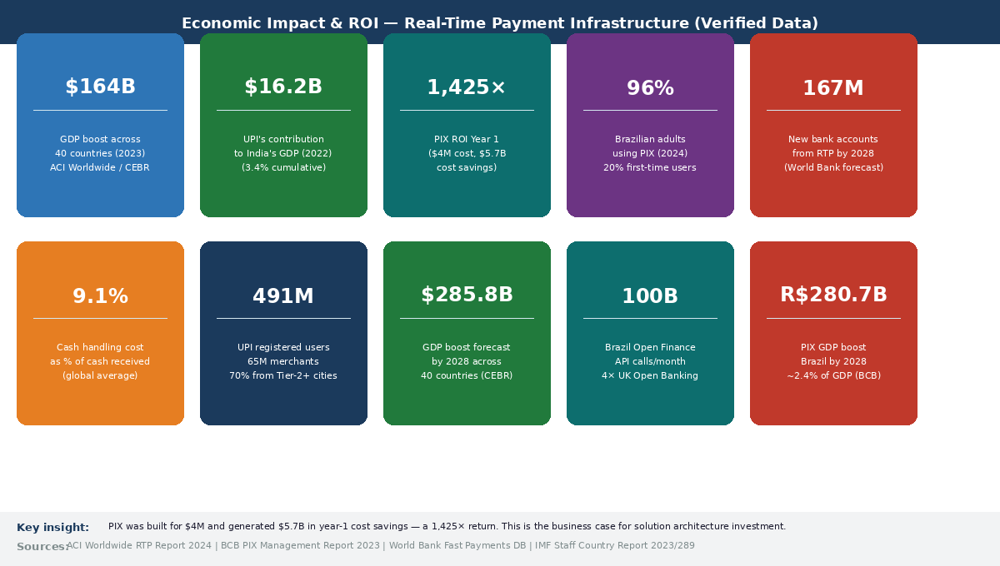 Economic Impact & ROI — Real-Time Payment Infrastructure (Verified Data)
$164B
GDP boost across
40 countries (2023)
ACI Worldwide / CEBR
$16.2B
UPI's contribution
to India's GDP (2022)
(3.4% cumulative)
1,425×
PIX ROI Year 1
($4M cost, $5.7B
cost savings)
96%
Brazilian adults
using PIX (2024)
20% first-time users
167M
New bank accounts
from RTP by 2028
(World Bank forecast)
9.1%
Cash handling cost
as % of cash received
(global average)
491M
UPI registered users
65M merchants
70% from Tier-2+ cities
$285.8B
GDP boost forecast
by 2028 across
40 countries (CEBR)
100B
Brazil Open Finance
API calls/month
4× UK Open Banking
R$280.7B
PIX GDP boost
Brazil by 2028
~2.4% of GDP (BCB)
Key insight: PIX was built for $4M and generated $5.7B in year-1 cost savings — a 1,425× return. This is the business case for solution architecture investment.
Sources: ACI Worldwide RTP Report 2024 | BCB PIX Management Report 2023 | World Bank Fast Payments DB | IMF Staff Country Report 2023/289